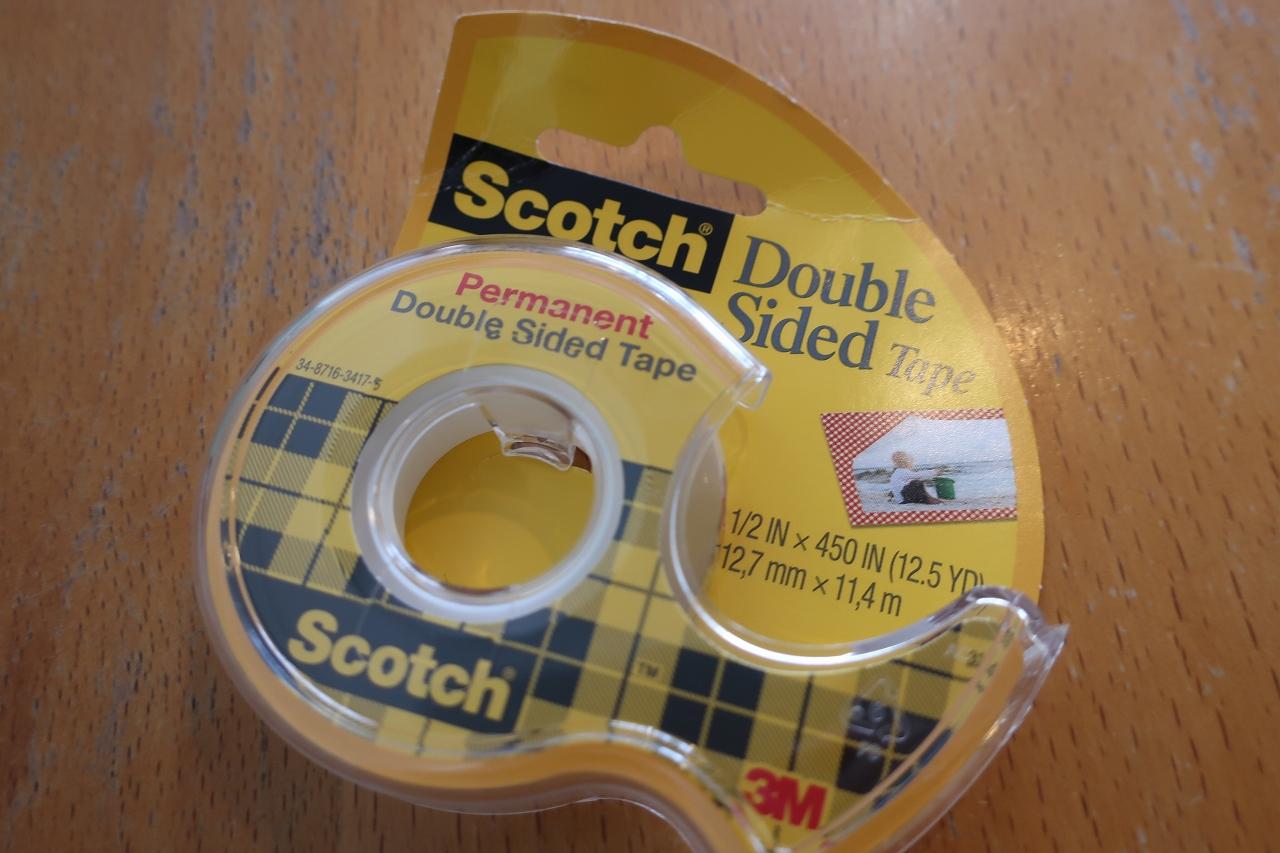 Scotch®
Double
Sided Tape
Permanent
Double Sided Tape
34-8716-3417-5
1/2 IN × 450 IN (12.5 YD)
12,7 mm × 11,4 m
Scotch®
™
3M